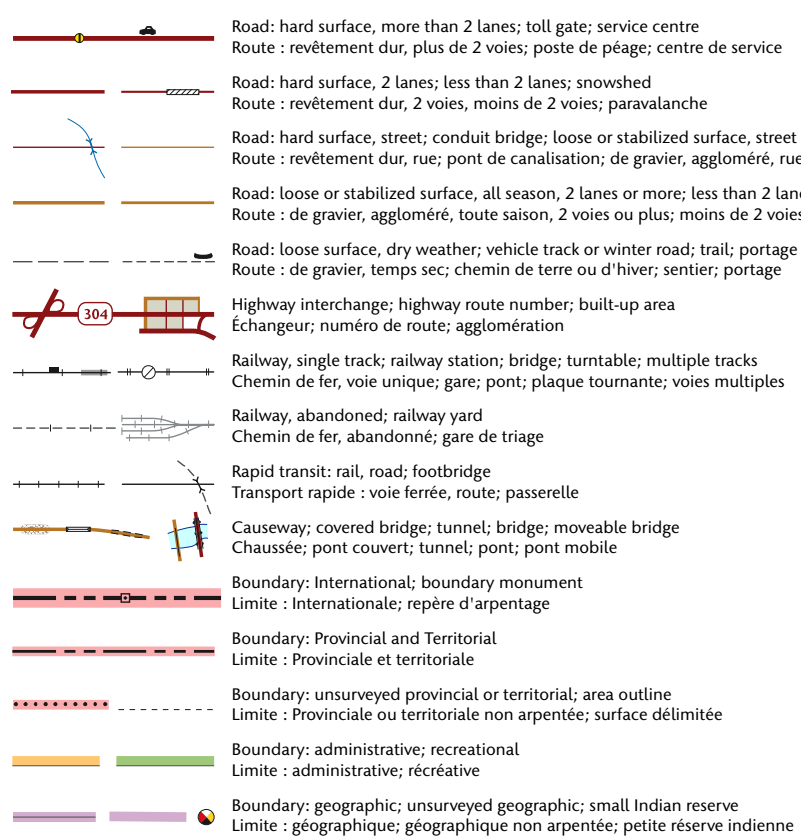 Road: hard surface, more than 2 lanes; toll gate; service centre
Route : revêtement dur, plus de 2 voies; poste de péage; centre de service
Road: hard surface, 2 lanes; less than 2 lanes; snowshed
Route : revêtement dur, 2 voies, moins de 2 voies; paravalanche
Road: hard surface, street; conduit bridge; loose or stabilized surface, street
Route : revêtement dur, rue; pont de canalisation; de gravier, aggloméré, rue
Road: loose or stabilized surface, all season, 2 lanes or more; less than 2
Route : de gravier, aggloméré, toute saison, 2 voies ou plus; moins de 2 voies
Road: loose surface, dry weather; vehicle track or winter road; trail; portage
Route : de gravier, temps sec; chemin de terre ou d'hiver; sentier; portage
304
Highway interchange; highway route number; built-up area
Échangeur; numéro de route; agglomération
Railway, single track; railway station; bridge; turntable; multiple tracks
Chemin de fer, voie unique; gare; pont; plaque tournante; voies multiples
Railway, abandoned; railway yard
Chemin de fer, abandonné; gare de triage
Rapid transit: rail, road; footbridge
Transport rapide : voie ferrée, route; passerelle
Causeway; covered bridge; tunnel; bridge; moveable bridge
Chaussée; pont couvert; tunnel; pont; pont mobile
Boundary: International; boundary monument
Limite : Internationale; repère d'arpentage
Boundary: Provincial and Territorial
Limite : Provinciale et territoriale
Boundary: unsurveyed provincial or territorial; area outline
Limite : Provinciale ou territoriale non arpentée; surface délimitée
Boundary: administrative; recreational
Limite : administrative; récréative
Boundary: geographic; unsurveyed geographic; small Indian reserve
Limite : géographique; géographique non arpentée; petite réserve indienne